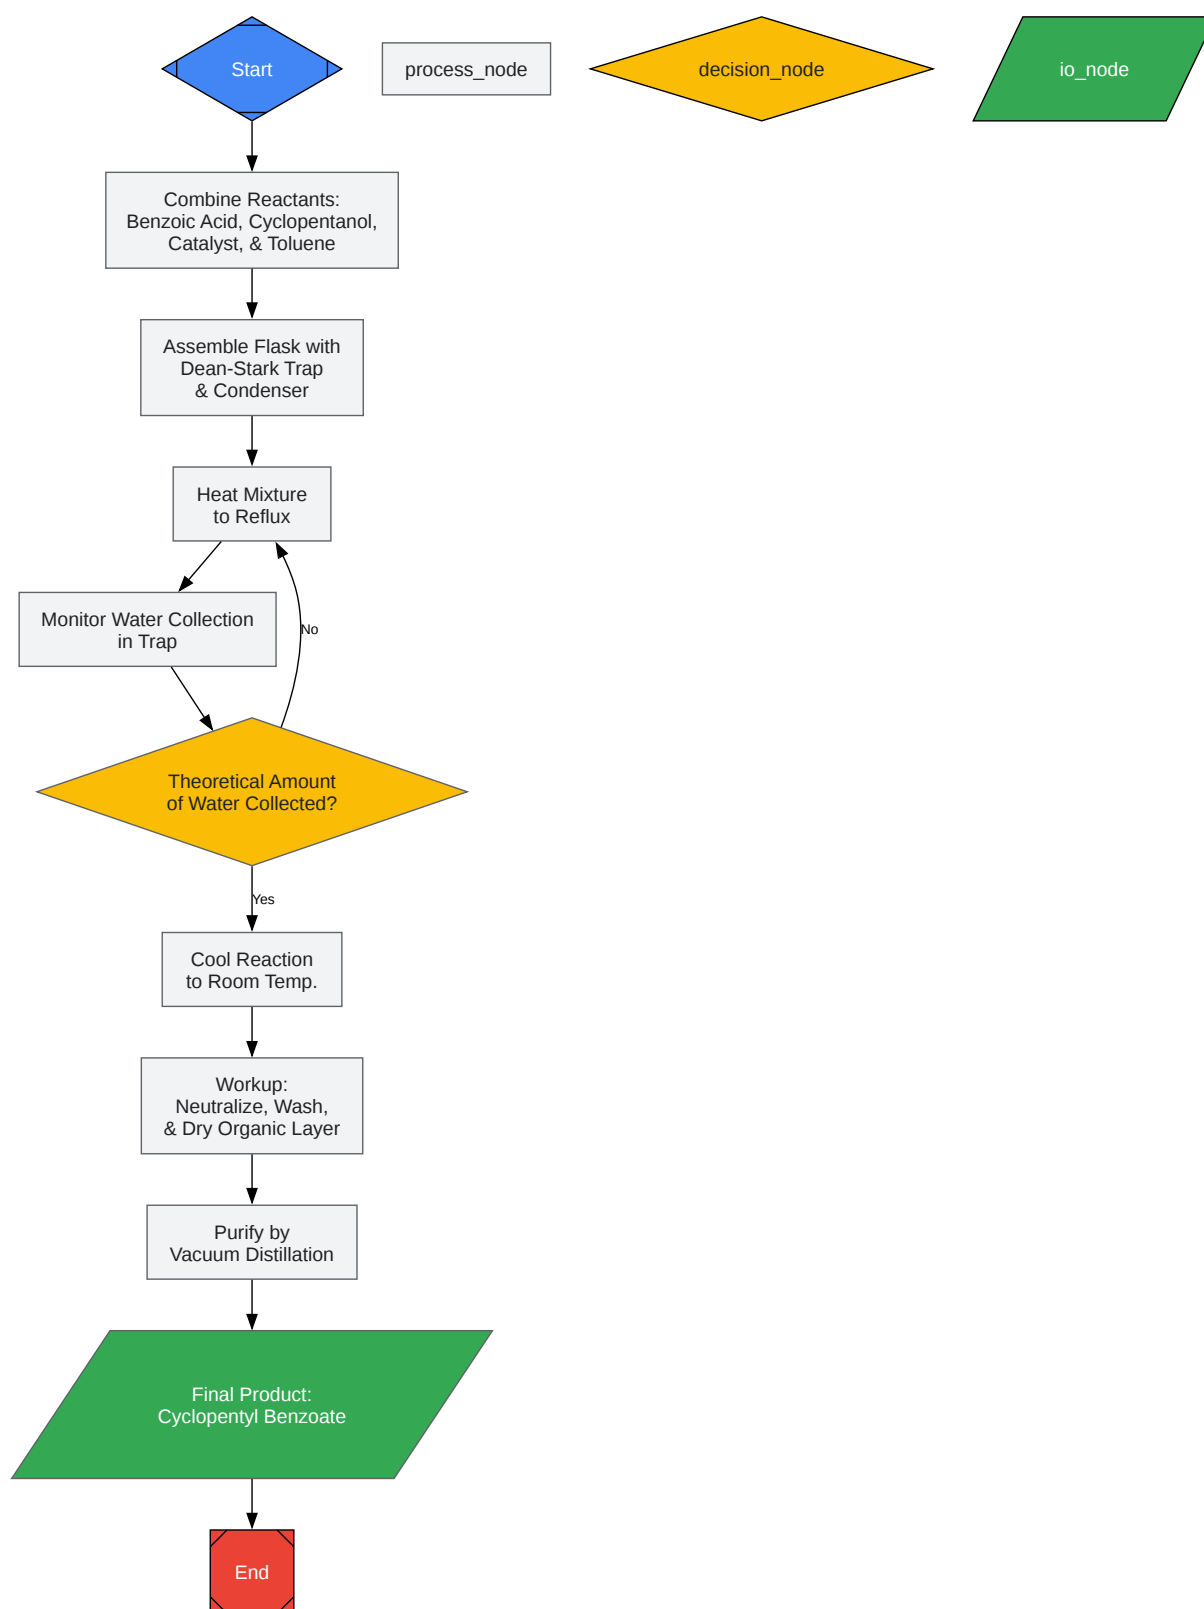 Start
process_node
decision_node
io_node
Combine Reactants:
Benzoic Acid, Cyclopentanol,
Catalyst, & Toluene
Assemble Flask with
Dean-Stark Trap
& Condenser
Heat Mixture
to Reflux
Monitor Water Collection
in Trap
No
Theoretical Amount
of Water Collected?
Yes
Cool Reaction
to Room Temp.
Workup:
Neutralize, Wash,
& Dry Organic Layer
Purify by
Vacuum Distillation
Final Product:
Cyclopentyl Benzoate
End